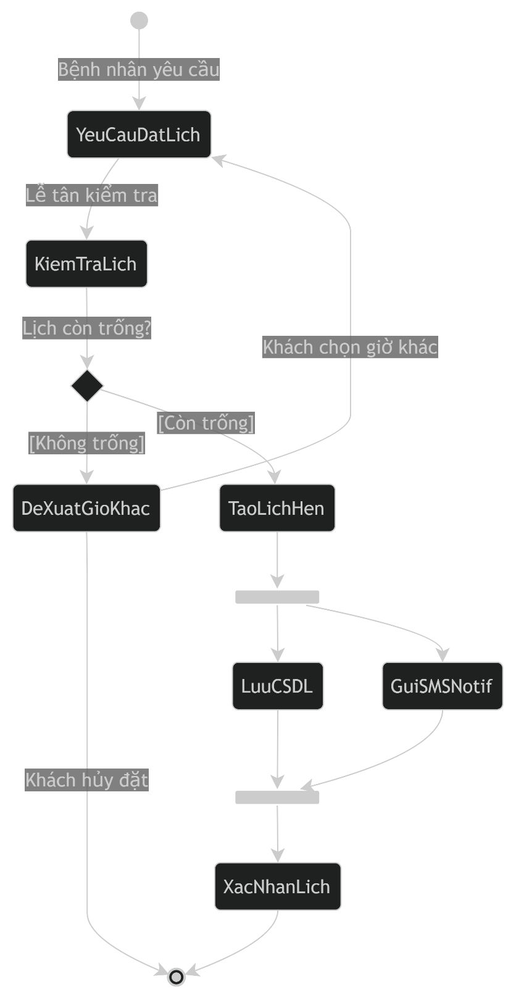 Bệnh nhân yêu cầu
YeuCauDatLich
Lễ tân kiểm tra
KiemTraLich
Lịch còn trống?
Khách chọn giờ khác
[Còn trống]
[Không trống]
DeXuatGioKhac
TaoLichHen
LuuCSDL
GuiSMSNotif
Khách hủy đặt
XacNhanLich